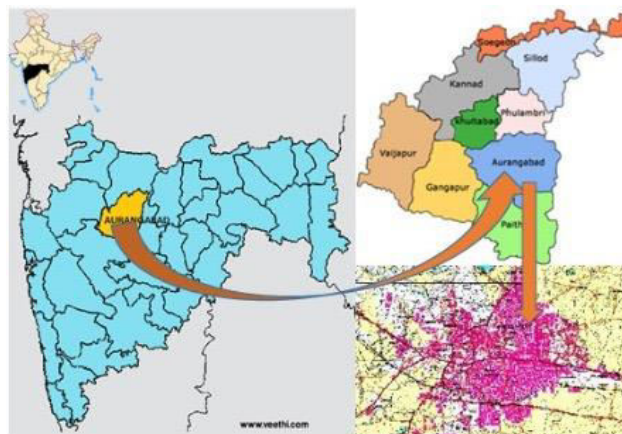 Soegaon
Sillod
Kannad
Phulambri
khultabad
Vaijapur
Aurangabad
Gangapur
AURANGABAD
Paith
www.veethi.com